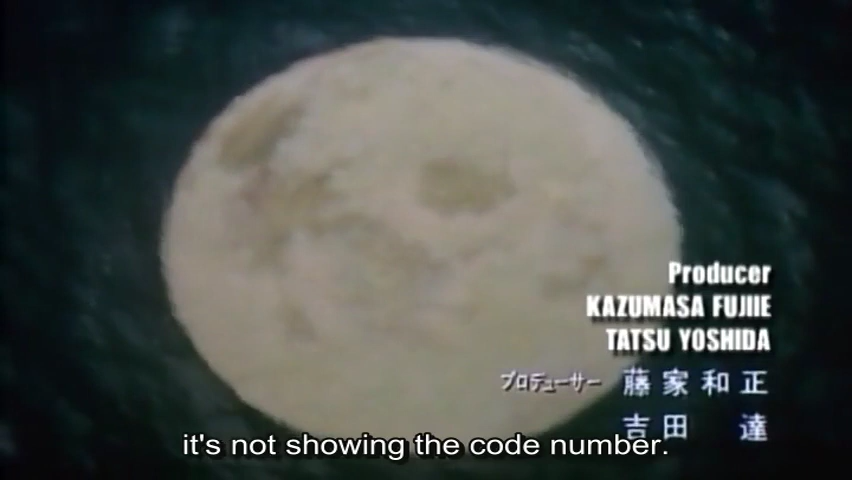 Producer
KAZUMASA FUJIIE
TATSU YOSHIDA
プロデューサー 藤家和正
吉田 達
it's not showing the code number.